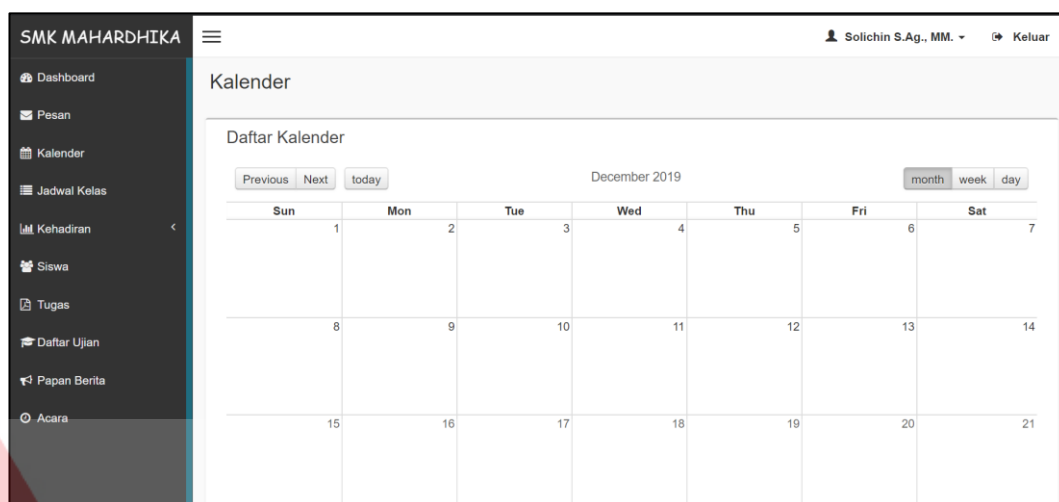 SMK MAHARDHIKA
Solichin S.Ag., MM.
Keluar
Dashboard
Pesan
Kalender
Jadwal Kelas
Kehadiran
Siswa
Tugas
Daftar Ujian
Papan Berita
Acara
Kalender
Daftar Kalender
Previous Next today December 2019 month week day
Sun Mon Tue Wed Thu Fri Sat
1 2 3 4 5 6 7
8 9 10 11 12 13 14
15 16 17 18 19 20 21